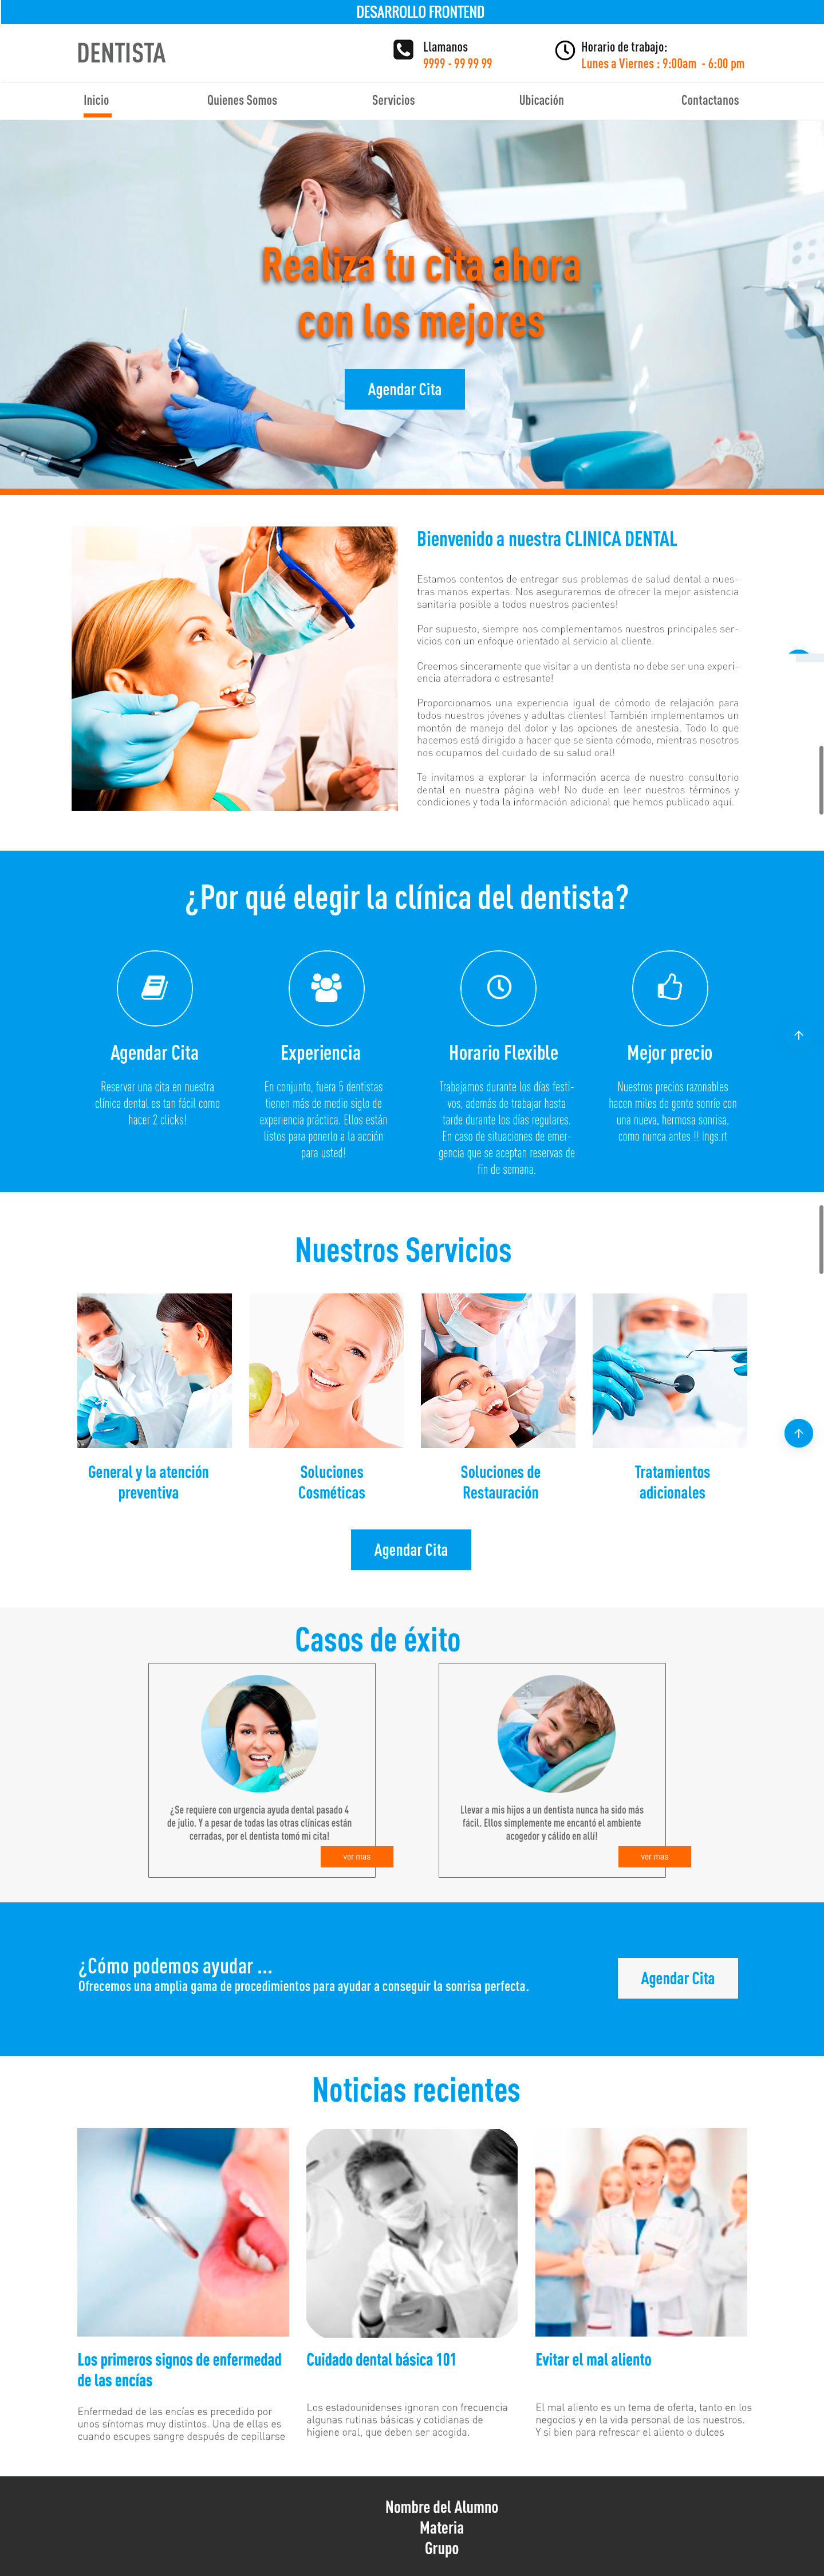 DESARROLLO FRONTEND
DENTISTA
Llamanos
9999 - 99 99 99
Horario de trabajo:
Lunes a Viernes : 9:00am - 6:00 pm
Inicio
Quienes Somos
Servicios
Ubicación
Contactanos
Realiza tu cita ahora
con los mejores
Agendar Cita
Bienvenido a nuestra CLINICA DENTAL
Estamos contentos de entregar sus problemas de salud dental a nues-
tras manos expertas. Nos aseguraremos de ofrecer la mejor asistencia
sanitaria posible a todos nuestros pacientes!
Por supuesto, siempre nos complementamos nuestros principales ser-
vicios con un enfoque orientado al servicio al cliente.
Creemos sinceramente que visitar a un dentista no debe ser una experi-
encia aterradora o estresante!
Proporcionamos una experiencia igual de cómodo de relajación para
todos nuestros jóvenes y adultas clientes! También implementamos un
montón de manejo del dolor y las opciones de anestesia. Todo lo que
hacemos está dirigido a hacer que se sienta cómodo, mientras nosotros
nos ocupamos del cuidado de su salud oral!
Te invitamos a explorar la información acerca de nuestro consultorio
dental en nuestra página web! No dude en leer nuestros términos y
condiciones y toda la información adicional que hemos publicado aquí.
¿Por qué elegir la clínica del dentista?
Agendar Cita
Reservar una cita en nuestra
clínica dental es tan fácil como
hacer 2 clicks!
Experiencia
En conjunto, fuera 5 dentistas
tienen más de medio siglo de
experiencia práctica. Ellos están
listos para ponerlo a la acción
para usted!
Horario Flexible
Trabajamos durante los días festi-
vos, además de trabajar hasta
tarde durante los días regulares.
En caso de situaciones de emer-
gencia que se aceptan reservas de
fin de semana.
Mejor precio
Nuestros precios razonables
hacen miles de gente sonríe con
una nueva, hermosa sonrisa,
como nunca antes !! ings.rt
Nuestros Servicios
General y la atención
preventiva
Soluciones
Cosméticas
Soluciones de
Restauración
Tratamientos
adicionales
Agendar Cita
Casos de éxito
¿Se requiere con urgencia ayuda dental pasado 4
de julio. Y a pesar de todas las otras clínicas están
cerradas, por el dentista tomó mi cita!
ver mas
Llevar a mis hijos a un dentista nunca ha sido más
fácil. Ellos simplemente me encantó el ambiente
acogedor y cálido en allí!
ver mas
¿Cómo podemos ayudar ...
Ofrecemos una amplia gama de procedimientos para ayudar a conseguir la sonrisa perfecta.
Agendar Cita
Noticias recientes
Los primeros signos de enfermedad
de las encías
Enfermedad de las encías es precedido por
unos síntomas muy distintos. Una de ellas es
cuando escupes sangre después de cepillarse
Cuidado dental básica 101
Los estadounidenses ignoran con frecuencia
algunas rutinas básicas y cotidianas de
higiene oral, que deben ser acogida.
Evitar el mal aliento
El mal aliento es un tema de oferta, tanto en los
negocios y en la vida personal de los nuestros.
Y si bien para refrescar el aliento o dulces
Nombre del Alumno
Materia
Grupo